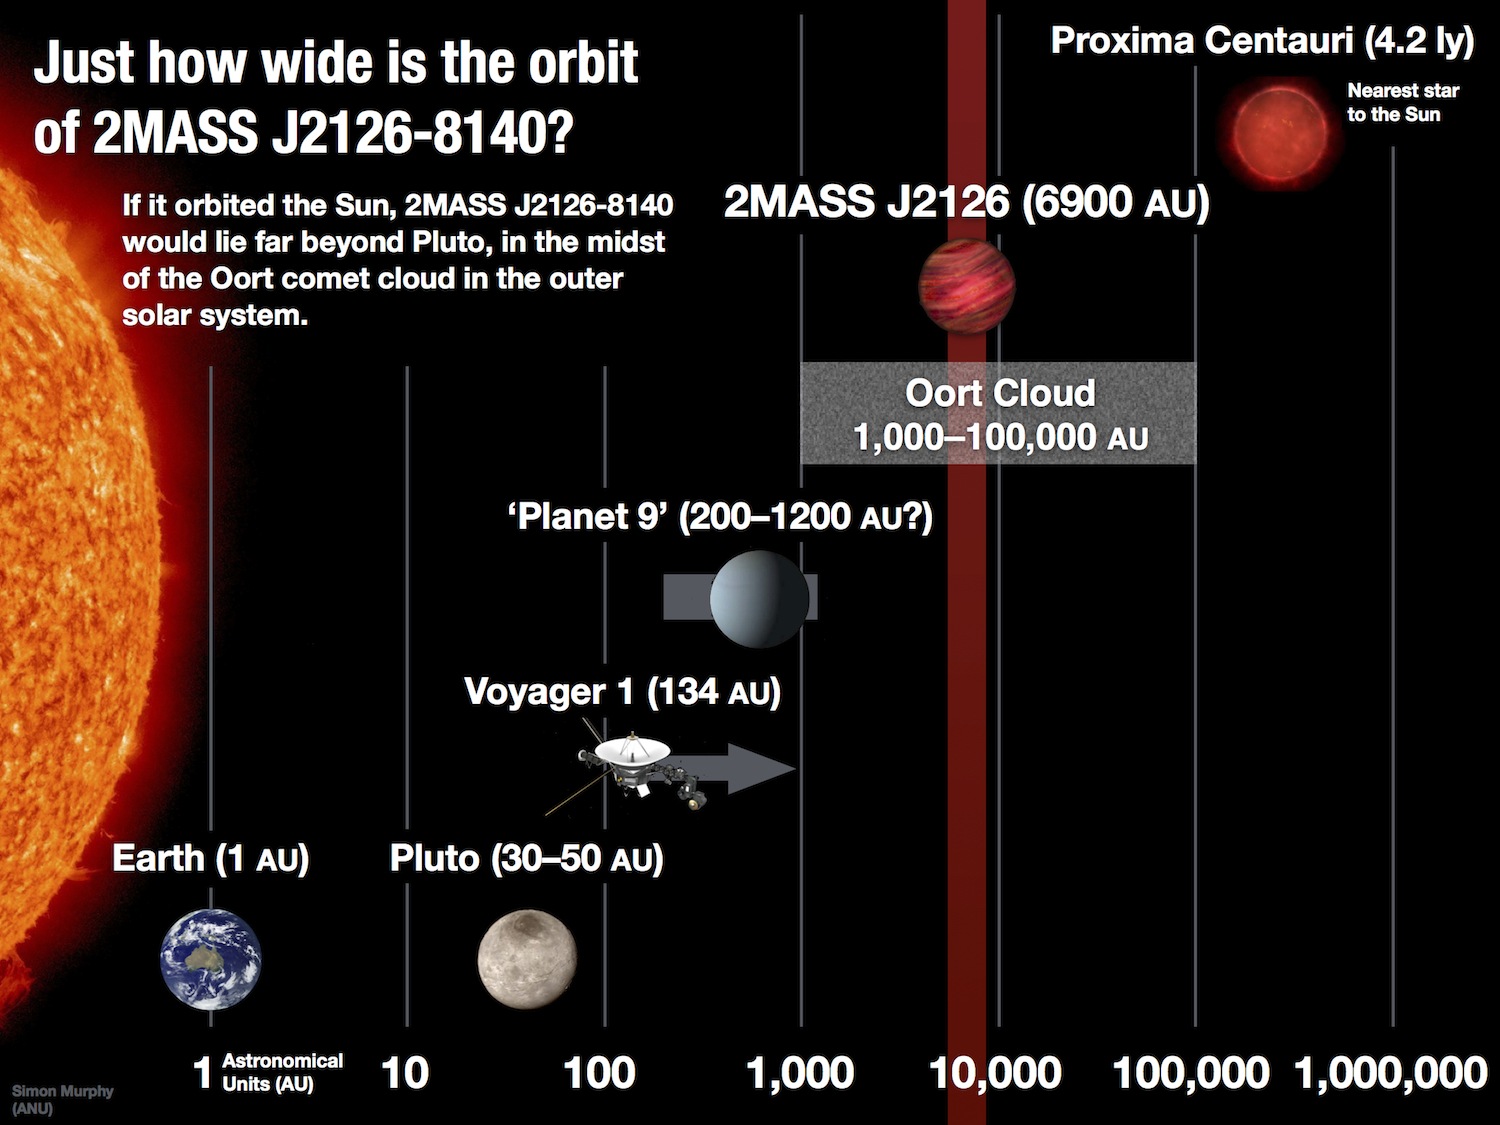 Just how wide is the orbit
of 2MASS J2126-8140?
If it orbited the Sun, 2MASS J2126-8140
would lie far beyond Pluto, in the midst
of the Oort comet cloud in the outer
solar system.
Proxima Centauri (4.2 ly)
Nearest star
to the Sun
2MASS J2126 (6900 AU)
Oort Cloud
1,000–100,000 AU
‘Planet 9’ (200–1200 AU?)
Voyager 1 (134 AU)
Earth (1 AU)
Pluto (30–50 AU)
1 Astronomical
Units (AU)
10
100
1,000
10,000
100,000
1,000,000
Simon Murphy
(ANU)